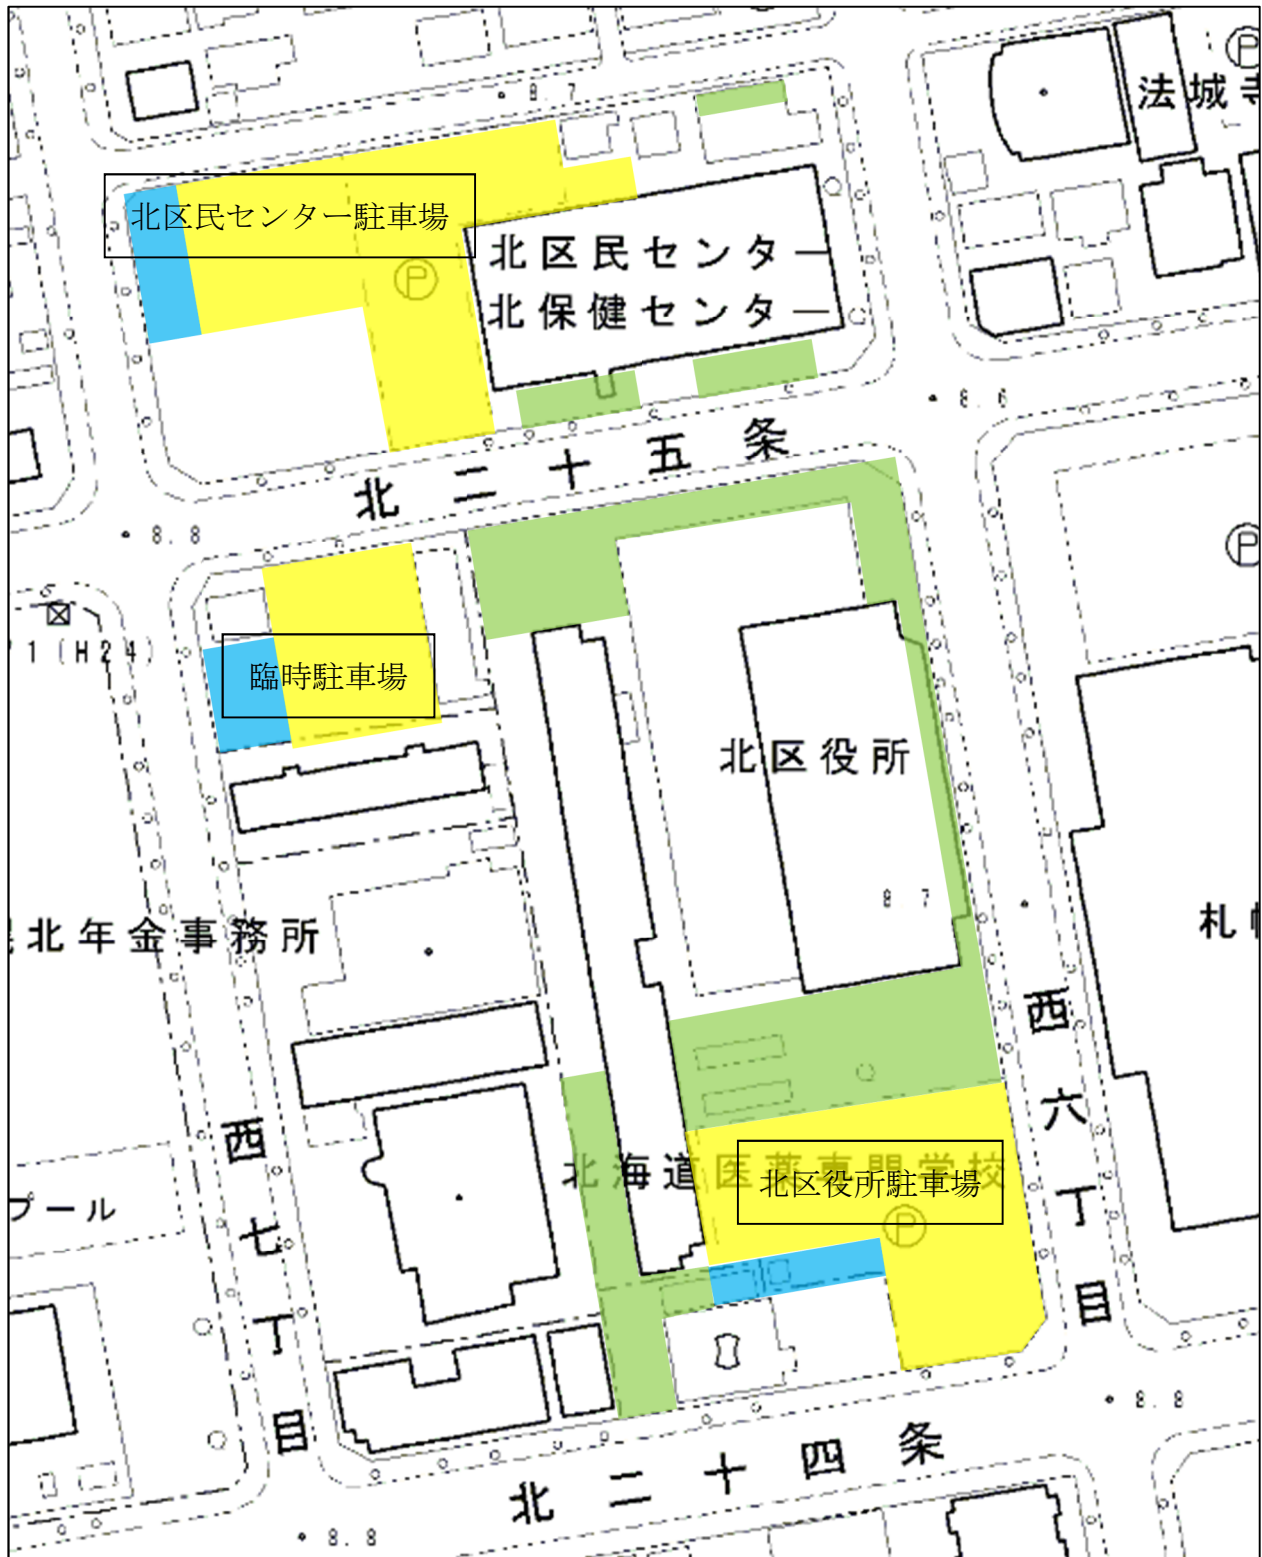 8.7
P
法城寺
北区民センター駐車場
P
北区民センター
北保健センター
8.6
北二十五条
8.8
P
1(H24)
臨時駐車場
北区役所
8.7
北年金事務所
札
西六丁目
西七丁目
北海道医薬専門学校
北区役所駐車場
P
プール
8.8
北二十四条
8.8